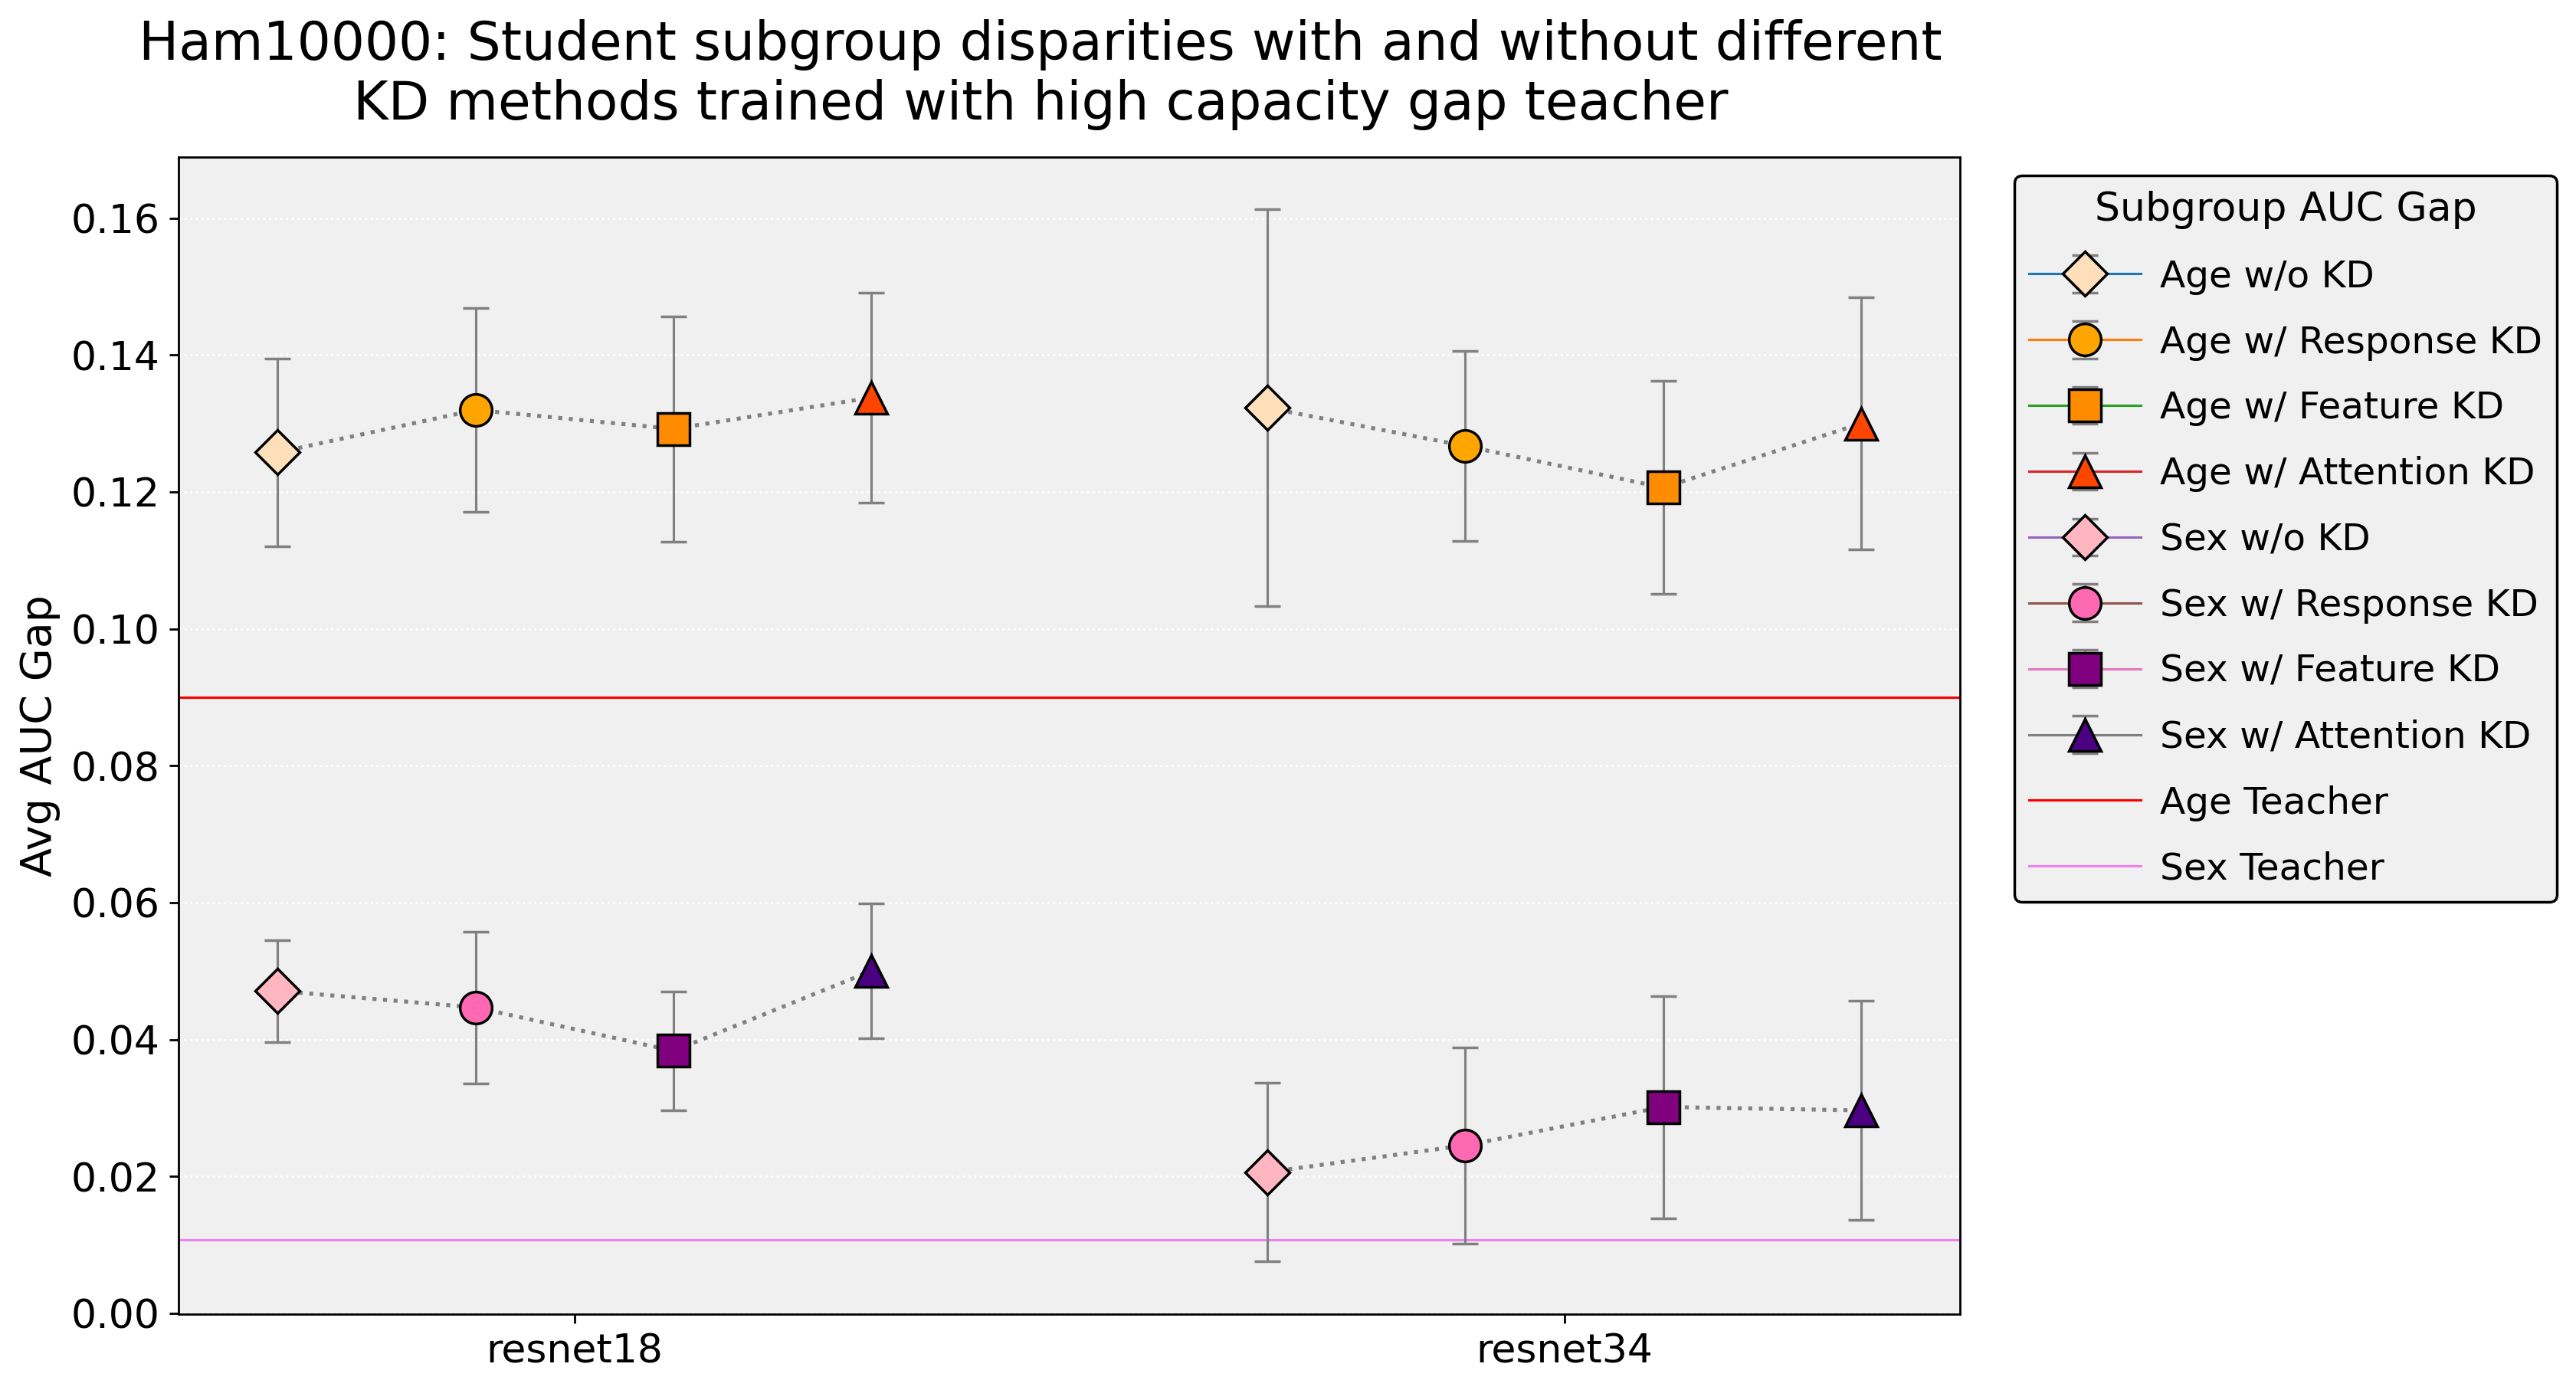 Ham10000: Student subgroup disparities with and without different
KD methods trained with high capacity gap teacher
Avg AUC Gap
0.16
0.14
0.12
0.10
0.08
0.06
0.04
0.02
0.00
resnet18
resnet34
Subgroup AUC Gap
Age w/o KD
Age w/ Response KD
Age w/ Feature KD
Age w/ Attention KD
Sex w/o KD
Sex w/ Response KD
Sex w/ Feature KD
Sex w/ Attention KD
Age Teacher
Sex Teacher